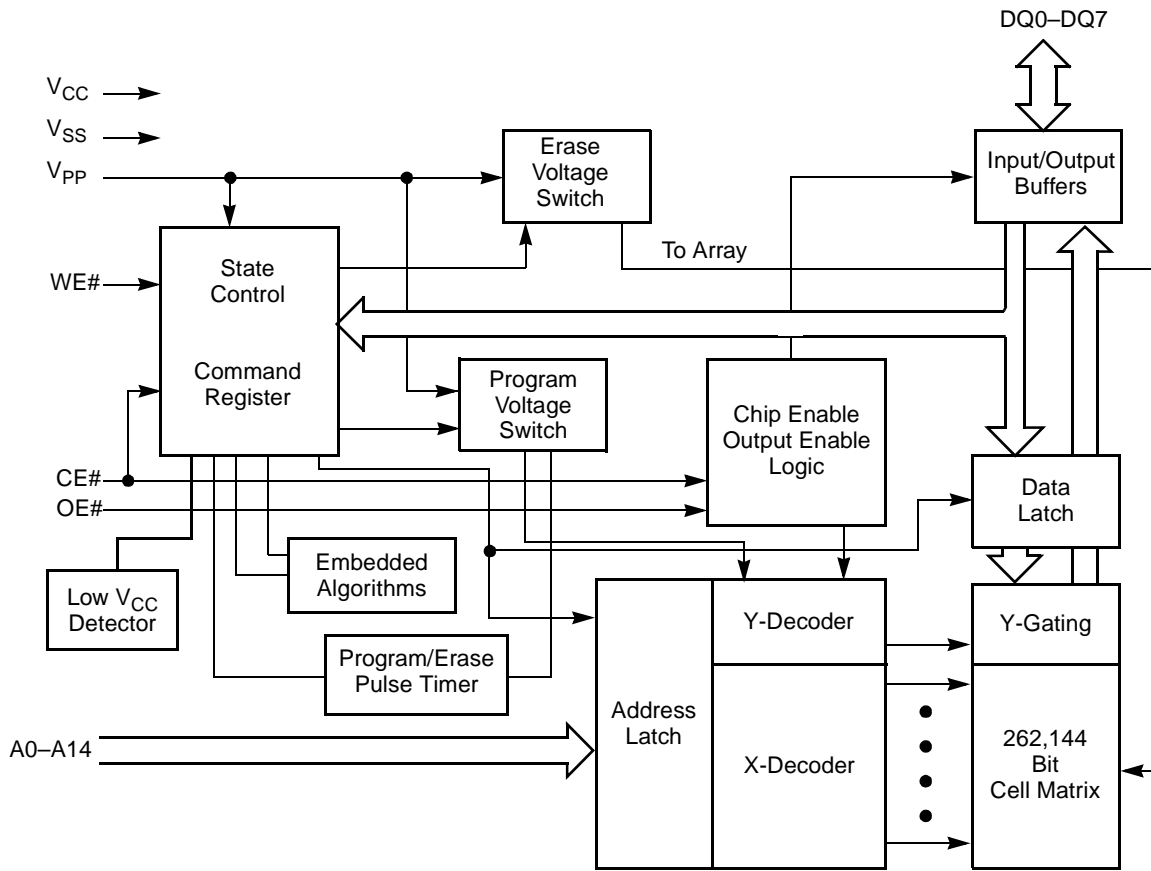 DQ0–DQ7
VCC
VSS
VPP
Erase
Voltage
Switch
Input/Output
Buffers
To Array
State
Control
WE#
Command
Register
Program
Voltage
Switch
Chip Enable
Output Enable
Logic
CE#
OE#
Data
Latch
Embedded
Algorithms
Low VCC
Detector
Y-Decoder
Y-Gating
Program/Erase
Pulse Timer
Address
Latch
A0–A14
X-Decoder
262,144
Bit
Cell Matrix